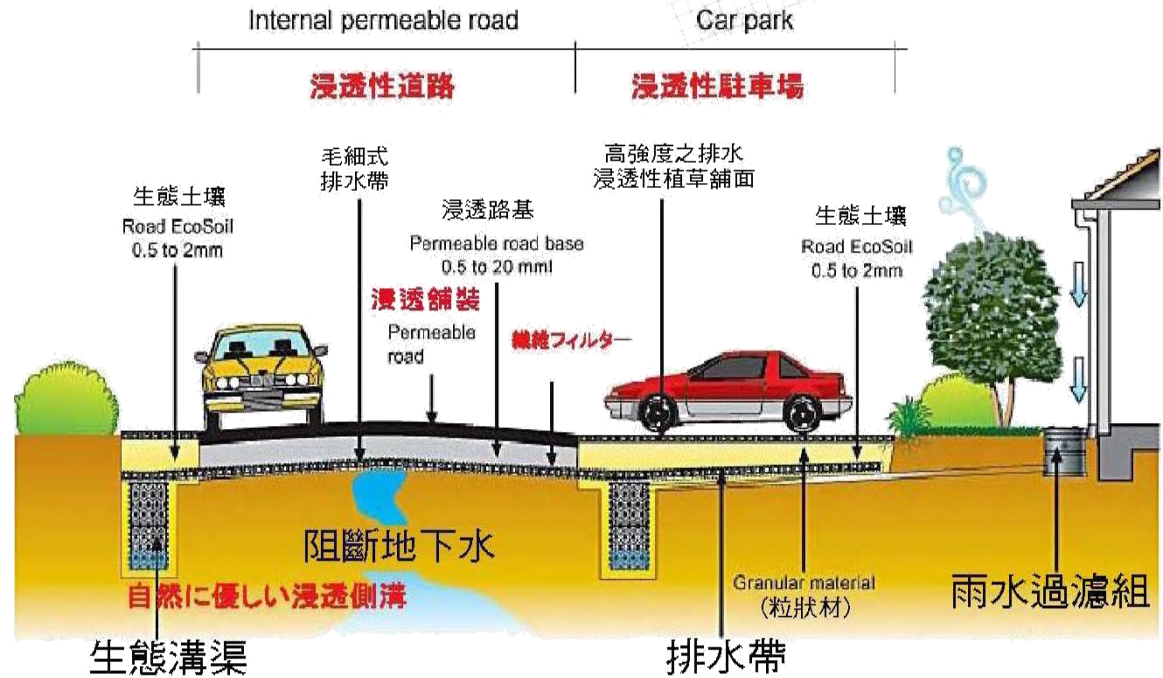 Internal permeable road
Car park
浸透性道路
浸透性駐車場
毛細式
排水帶
高強度之排水
浸透性植草舖面
生態土壤
Road EcoSoil
0.5 to 2mm
浸透路基
Permeable road base
0.5 to 20 mml
生態土壤
Road EcoSoil
0.5 to 2mm
浸透舖裝
Permeable
road
繊維フィルター
阻斷地下水
自然に優しい浸透側溝
Granular material
(粒狀材)
雨水過濾組
生態溝渠
排水帶